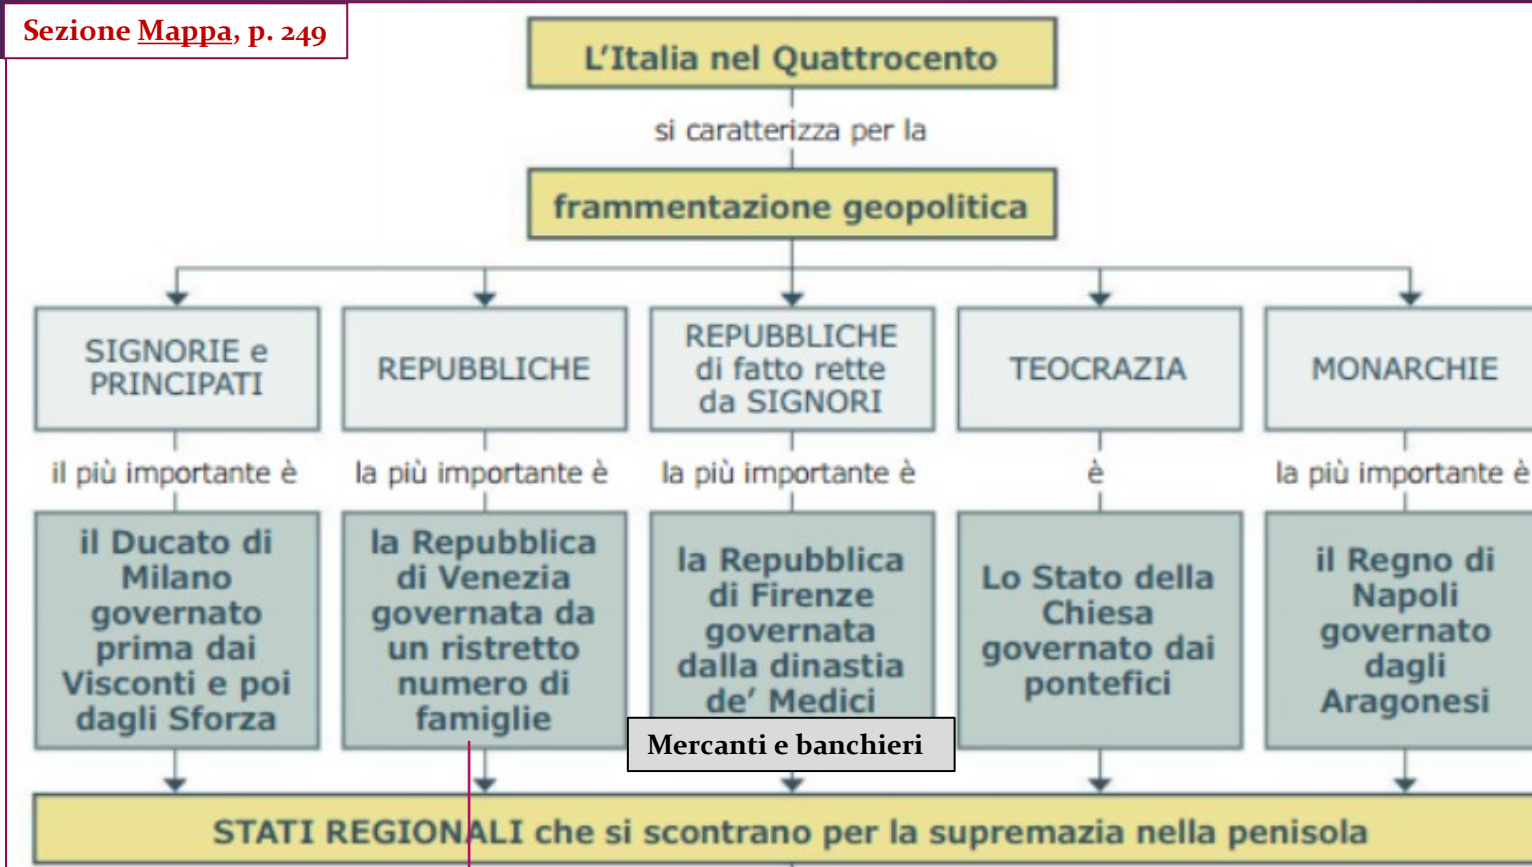 Sezione Mappa, p. 249
L'Italia nel Quattrocento
si caratterizza per la
frammentazione geopolitica
SIGNORIE e
PRINCIPATI
il più importante è
il Ducato di
Milano
governato
prima dai
Visconti e poi
dagli Sforza
REPUBBLICHE
la più importante è
la Repubblica
di Venezia
governata da
un ristretto
numero di
famiglie
REPUBBLICHE
di fatto rette
da SIGNORI
la più importante è
la Repubblica
di Firenze
governata
dalla dinastia
de' Medici
Mercanti e banchieri
TEOCRAZIA
è
Lo Stato della
Chiesa
governato dai
pontefici
MONARCHIE
la più importante è
il Regno di
Napoli
governato
dagli
Aragonesi
STATI REGIONALI che si scontrano per la supremazia nella penisola